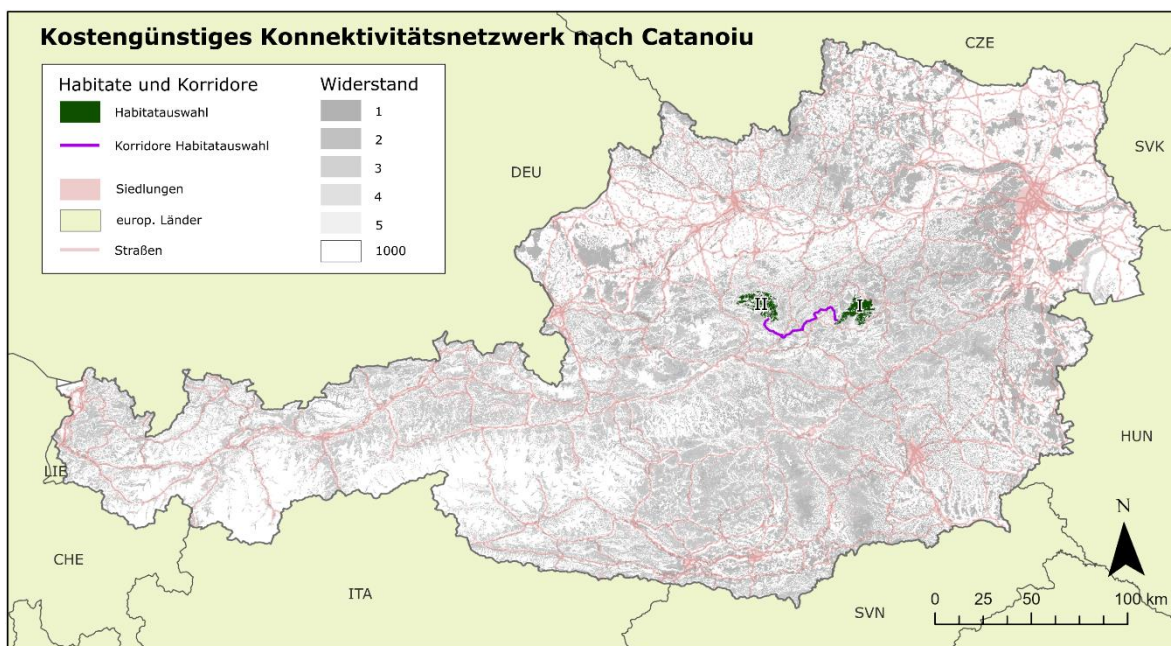 Kostengünstiges Konnektivitätsnetzwerk nach Catanoiu
Habitate und Korridore
Habitatauswahl
Korridore Habitatauswahl
Siedlungen
europ. Länder
Straßen
Widerstand
1
2
3
4
5
1000
CZE
SVK
DEU
II
I
HUN
LIE
CHE
ITA
SVN
N
0 25 50 100 km